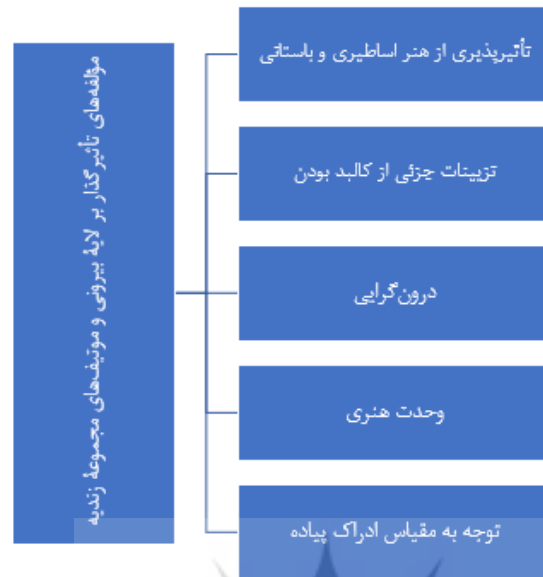 مؤلفه‌های تأثیرگذار بر لایهٔ بیرونی و موتیف‌های مجموعهٔ زندیه
تأثیرپذیری از هنر اساطیری و باستانی
تزیینات جزئی از کالبد بودن
درون‌گرایی
وحدت هنری
توجه به مقیاس ادراک پیاده